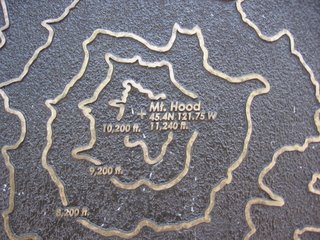 Mt. Hood
45.4N 121.75 W
11,240 ft.
10,200 ft.
9,200 ft.
8,200 ft.